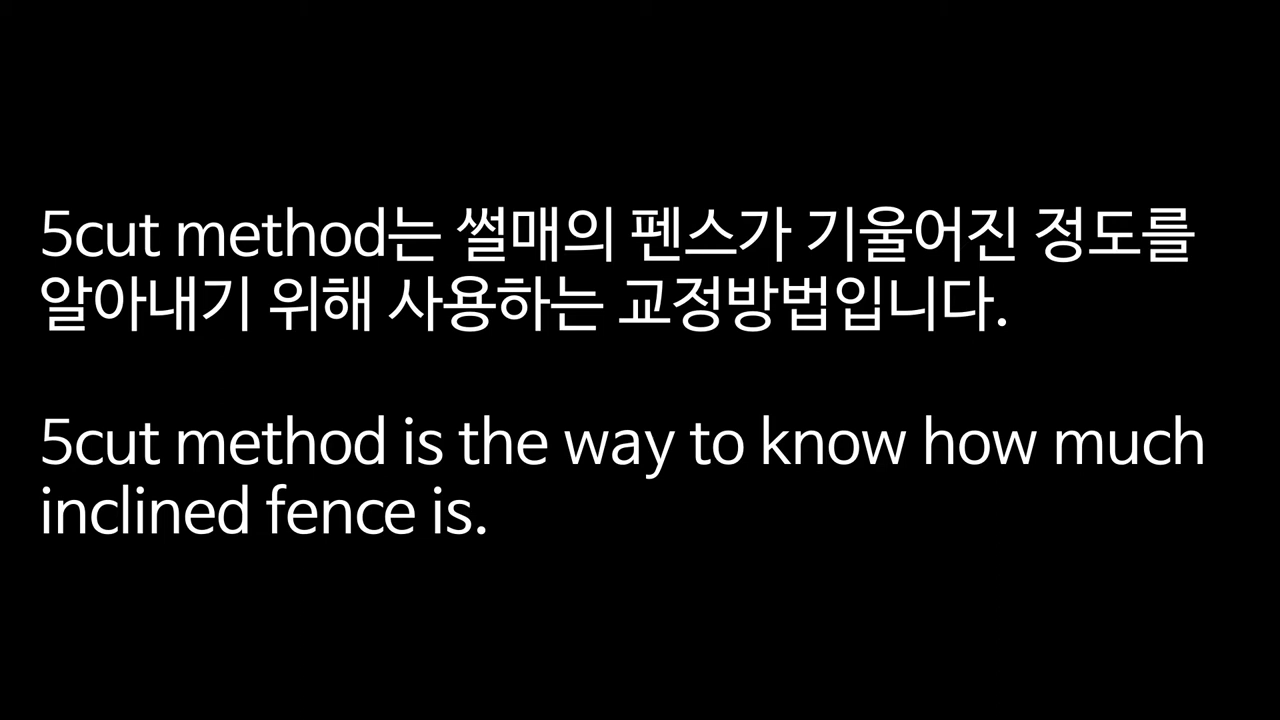 5cut method는 썰매의 펜스가 기울어진 정도를
알아내기 위해 사용하는 교정방법입니다.
5cut method is the way to know how much
inclined fence is.